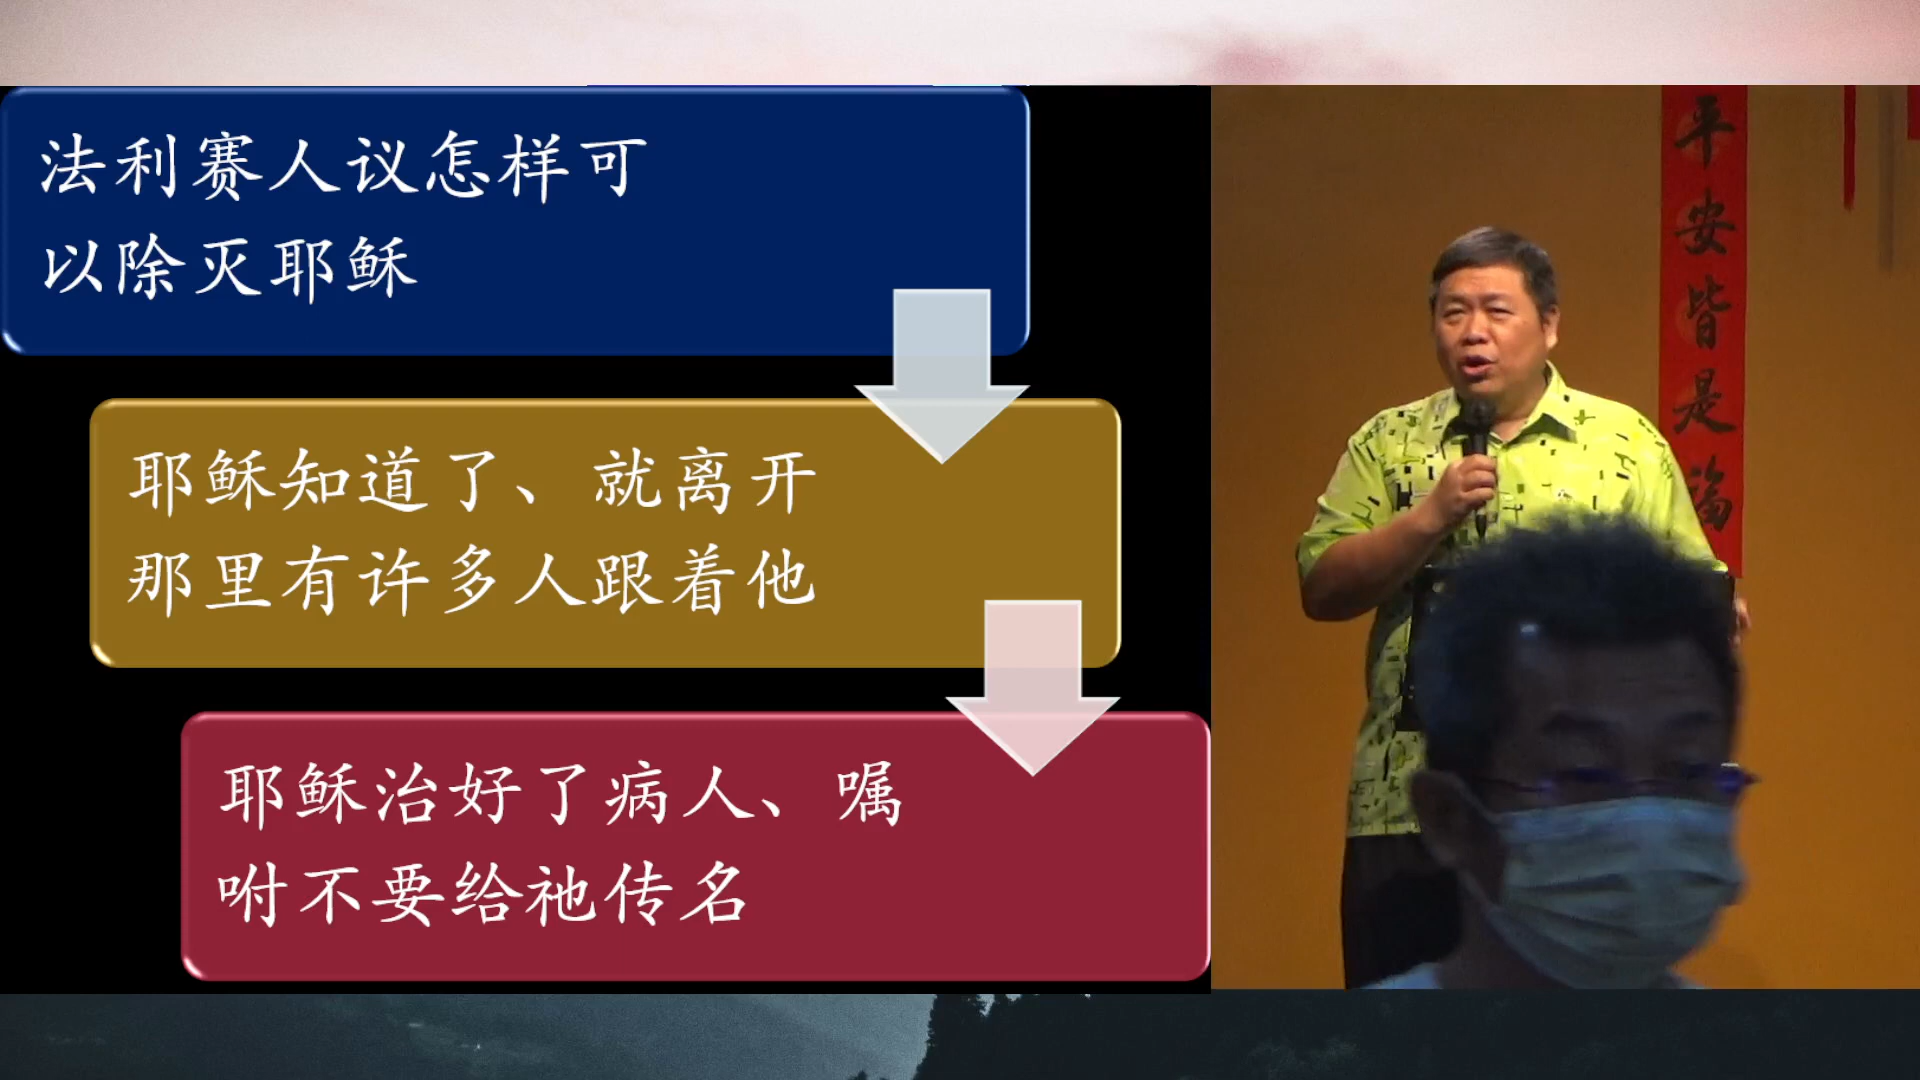 法利赛人议怎样可
以除灭耶稣
耶稣知道了、就离开
那里有许多人跟着他
耶稣治好了病人、嘱
咐不要给祂传名
平安皆是福